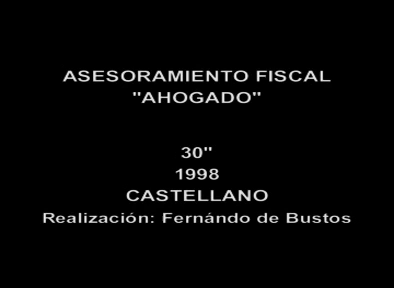 ASESORAMIENTO FISCAL
"AHOGADO"
30"
1998
CASTELLANO
Realización: Fernándo de Bustos